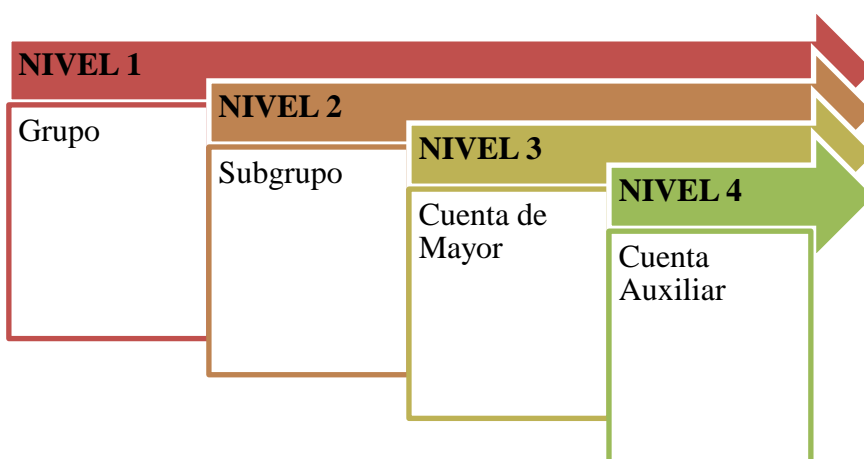 NIVEL 1
Grupo
NIVEL 2
Subgrupo
NIVEL 3
Cuenta de
Mayor
NIVEL 4
Cuenta
Auxiliar